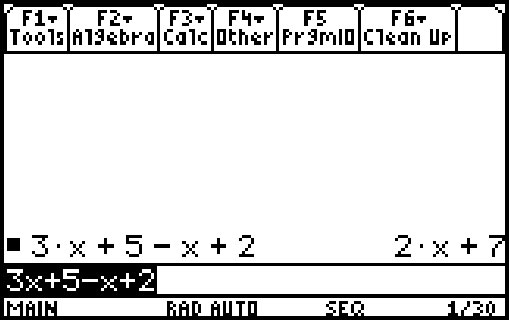 F1▾ F2▾ F3▾ F4▾ F5 F6▾
Tools Algebra Calc Other PrgmIO Clean Up
▪ 3·x + 5 − x + 2 2·x + 7
3x+5−x+2
MAIN RAD AUTO SEQ 1/30